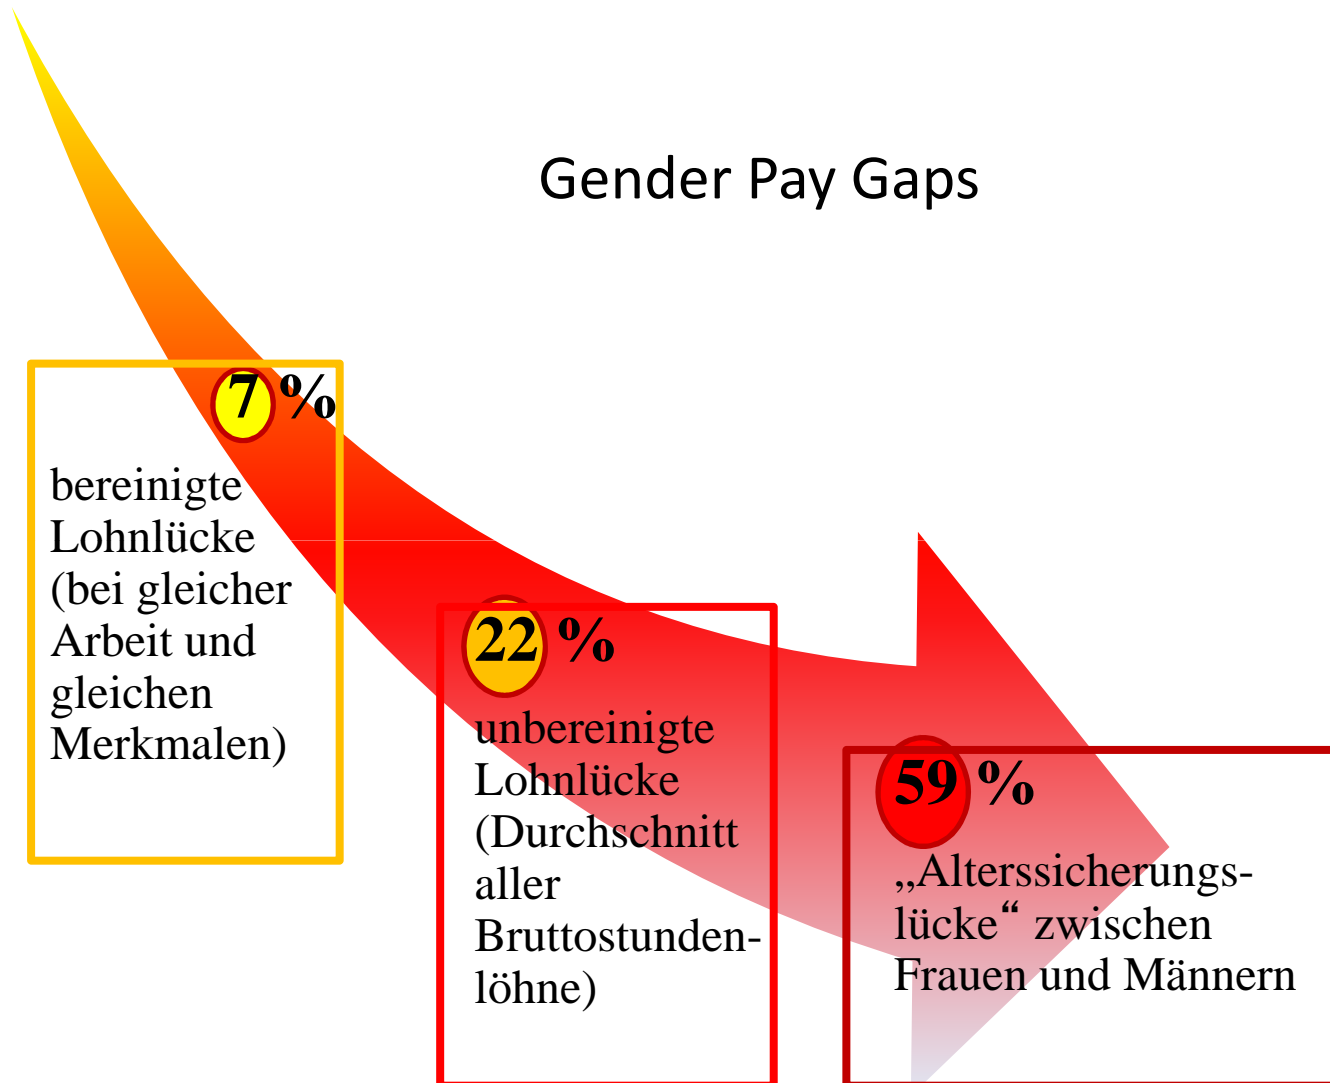 Gender Pay Gaps
7 %
bereinigte
Lohnlücke
(bei gleicher
Arbeit und
gleichen
Merkmalen)
22 %
unbereinigte
Lohnlücke
(Durchschnitt
aller
Bruttostunden-
löhne)
59 %
„Alterssicherungs-
lücke“ zwischen
Frauen und Männern